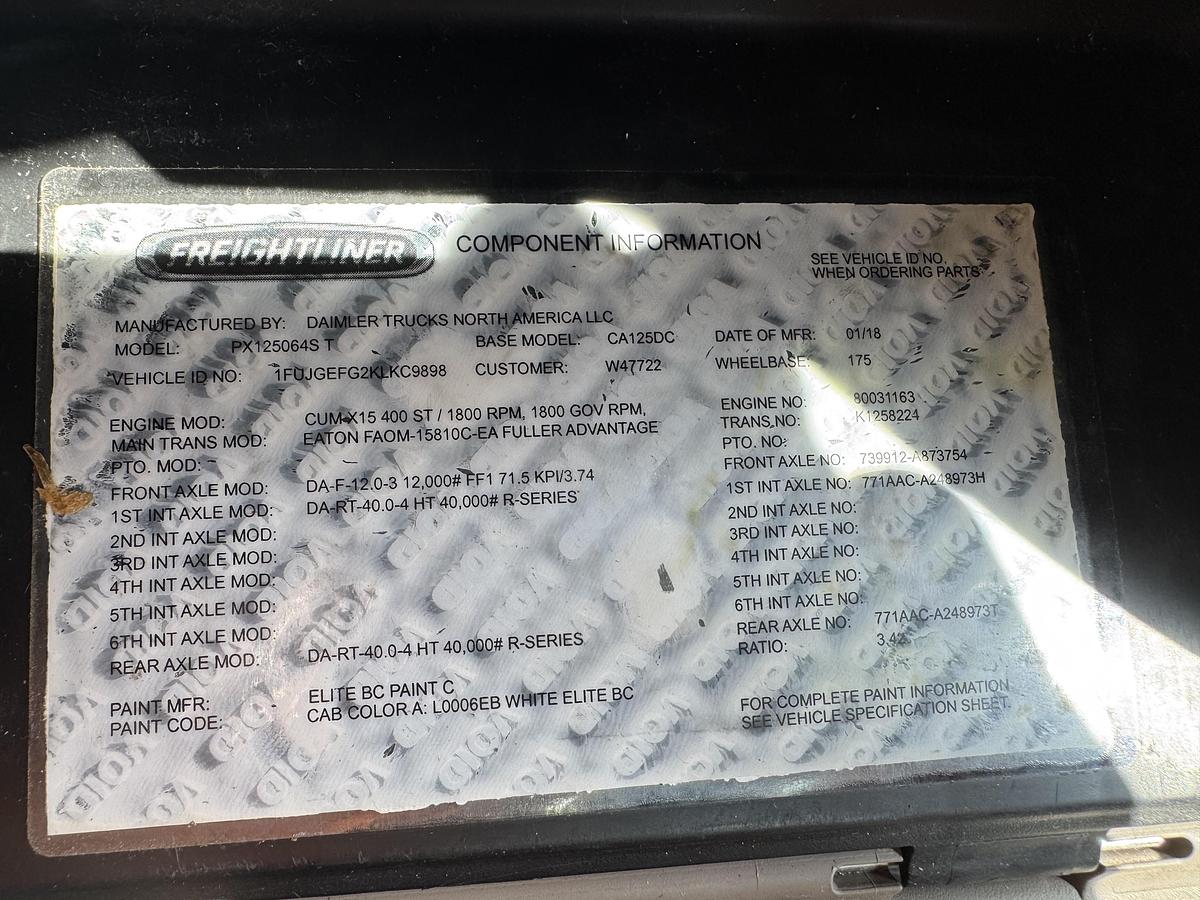 FREIGHTLINER COMPONENT INFORMATION
SEE VEHICLE ID NO,
WHEN ORDERING PARTS
MANUFACTURED BY: DAIMLER TRUCKS NORTH AMERICA LLC
MODEL: PX125064S T BASE MODEL: CA125DC DATE OF MFR: 01/18
VEHICLE ID NO: 1FUJGEFG2KLKC9898 CUSTOMER: W47722 WHEELBASE: 175
ENGINE MOD: CUM-X15 400 ST / 1800 RPM, 1800 GOV RPM, ENGINE NO: 80031163
MAIN TRANS MOD: EATON FAOM-15810C-EA FULLER ADVANTAGE TRANS,NO: K1258224
PTO. MOD: PTO. NO:
FRONT AXLE MOD: DA-F-12.0-3 12,000# FF1 71.5 KPI/3.74 FRONT AXLE NO: 739912-A873754
1ST INT AXLE MOD: DA-RT-40.0-4 HT 40,000# R-SERIES 1ST INT AXLE NO: 771AAC-A248973H
2ND INT AXLE MOD: 2ND INT AXLE NO:
3RD INT AXLE MOD: 3RD INT AXLE NO:
4TH INT AXLE MOD: 4TH INT AXLE NO:
5TH INT AXLE MOD: 5TH INT AXLE NO:
6TH INT AXLE MOD: 6TH INT AXLE NO:
REAR AXLE MOD: DA-RT-40.0-4 HT 40,000# R-SERIES REAR AXLE NO: 771AAC-A248973T
RATIO: 3.42
PAINT MFR: ELITE BC PAINT C
PAINT CODE: CAB COLOR A: L0006EB WHITE ELITE BC
FOR COMPLETE PAINT INFORMATION
SEE VEHICLE SPECIFICATION SHEET.